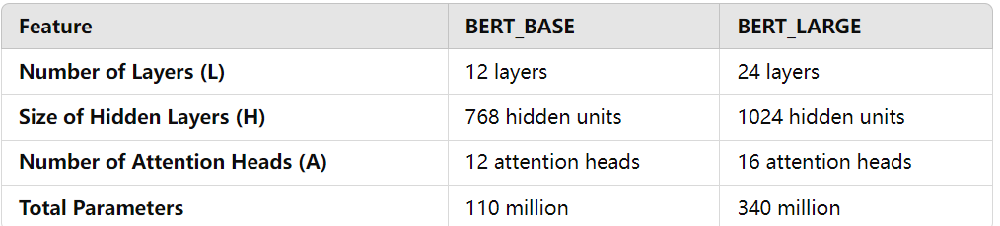 Feature BERT_BASE BERT_LARGE
Number of Layers (L) 12 layers 24 layers
Size of Hidden Layers (H) 768 hidden units 1024 hidden units
Number of Attention Heads (A) 12 attention heads 16 attention heads
Total Parameters 110 million 340 million